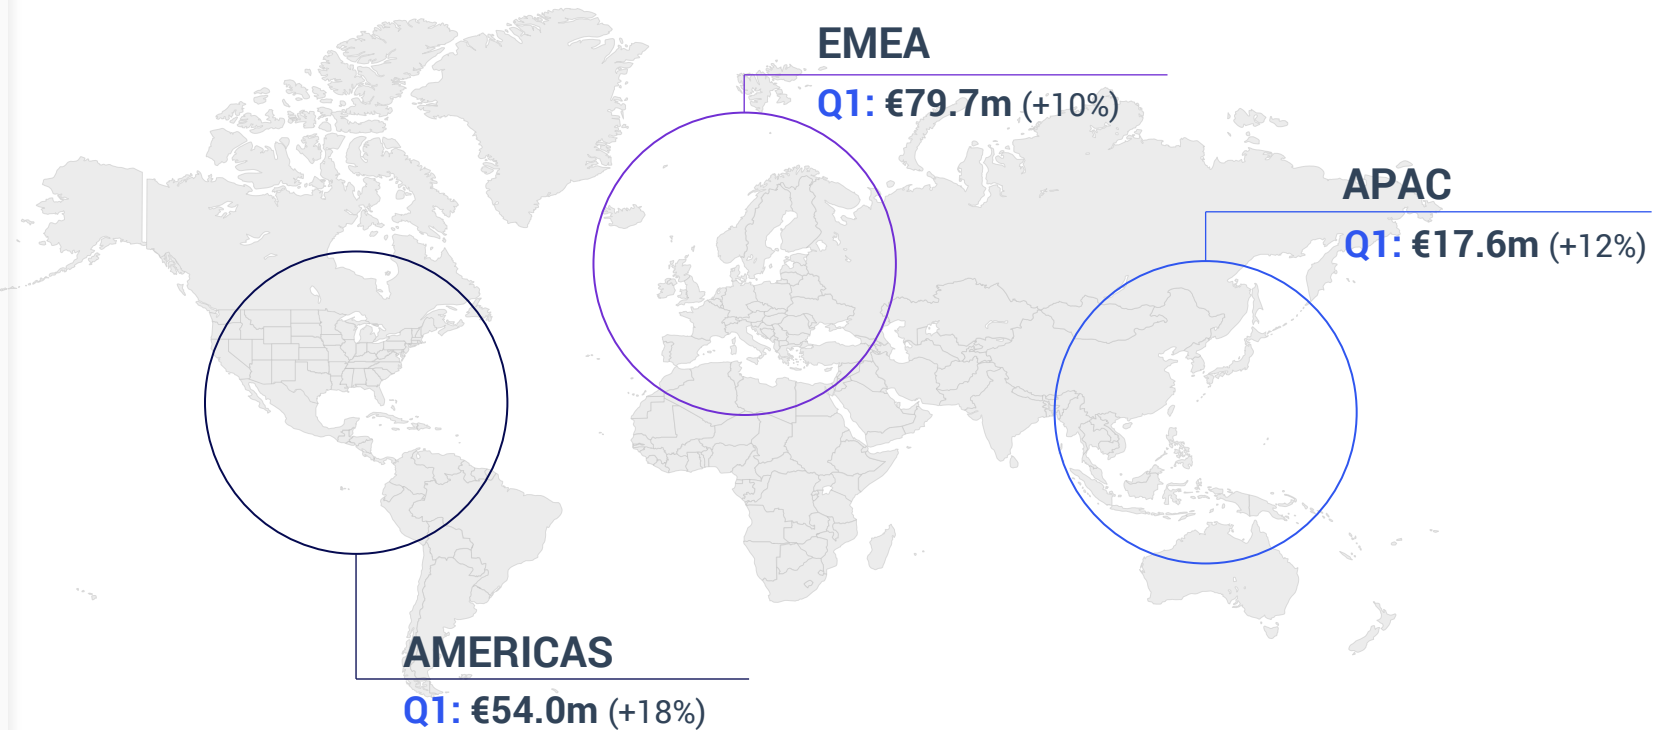 EMEA
Q1: €79.7m (+10%)
APAC
Q1: €17.6m (+12%)
AMERICAS
Q1: €54.0m (+18%)